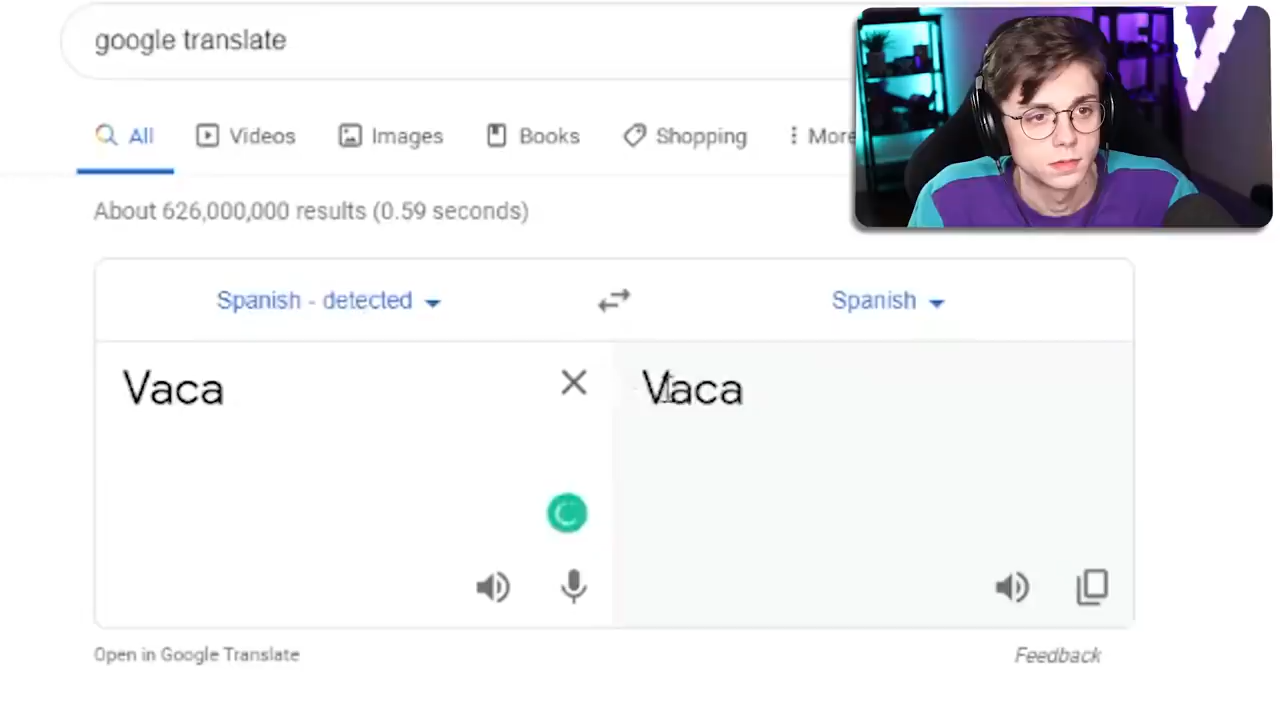 google translate
All Videos Images Books Shopping More
About 626,000,000 results (0.59 seconds)
Spanish - detected Spanish
Vaca Vaca
Open in Google Translate Feedback